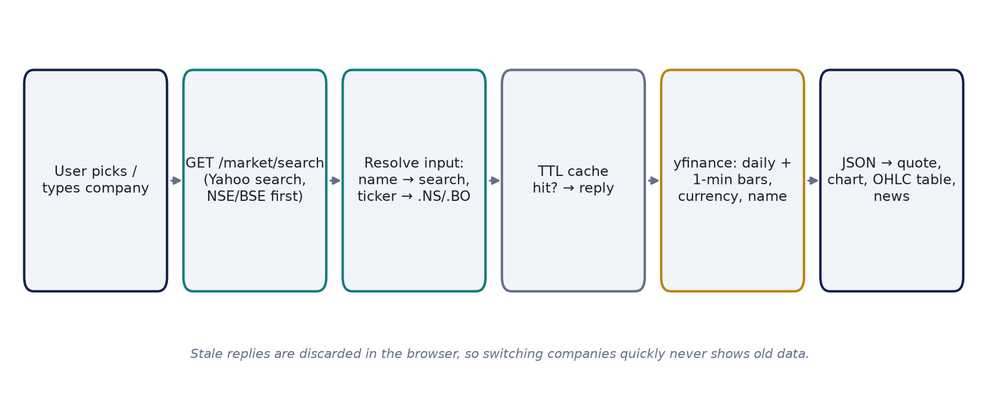 User picks /
types company
GET /market/search
(Yahoo search,
NSE/BSE first)
Resolve input:
name → search,
ticker → .NS/.BO
TTL cache
hit? → reply
yfinance: daily +
1-min bars,
currency, name
JSON → quote,
chart, OHLC table,
news
Stale replies are discarded in the browser, so switching companies quickly never shows old data.